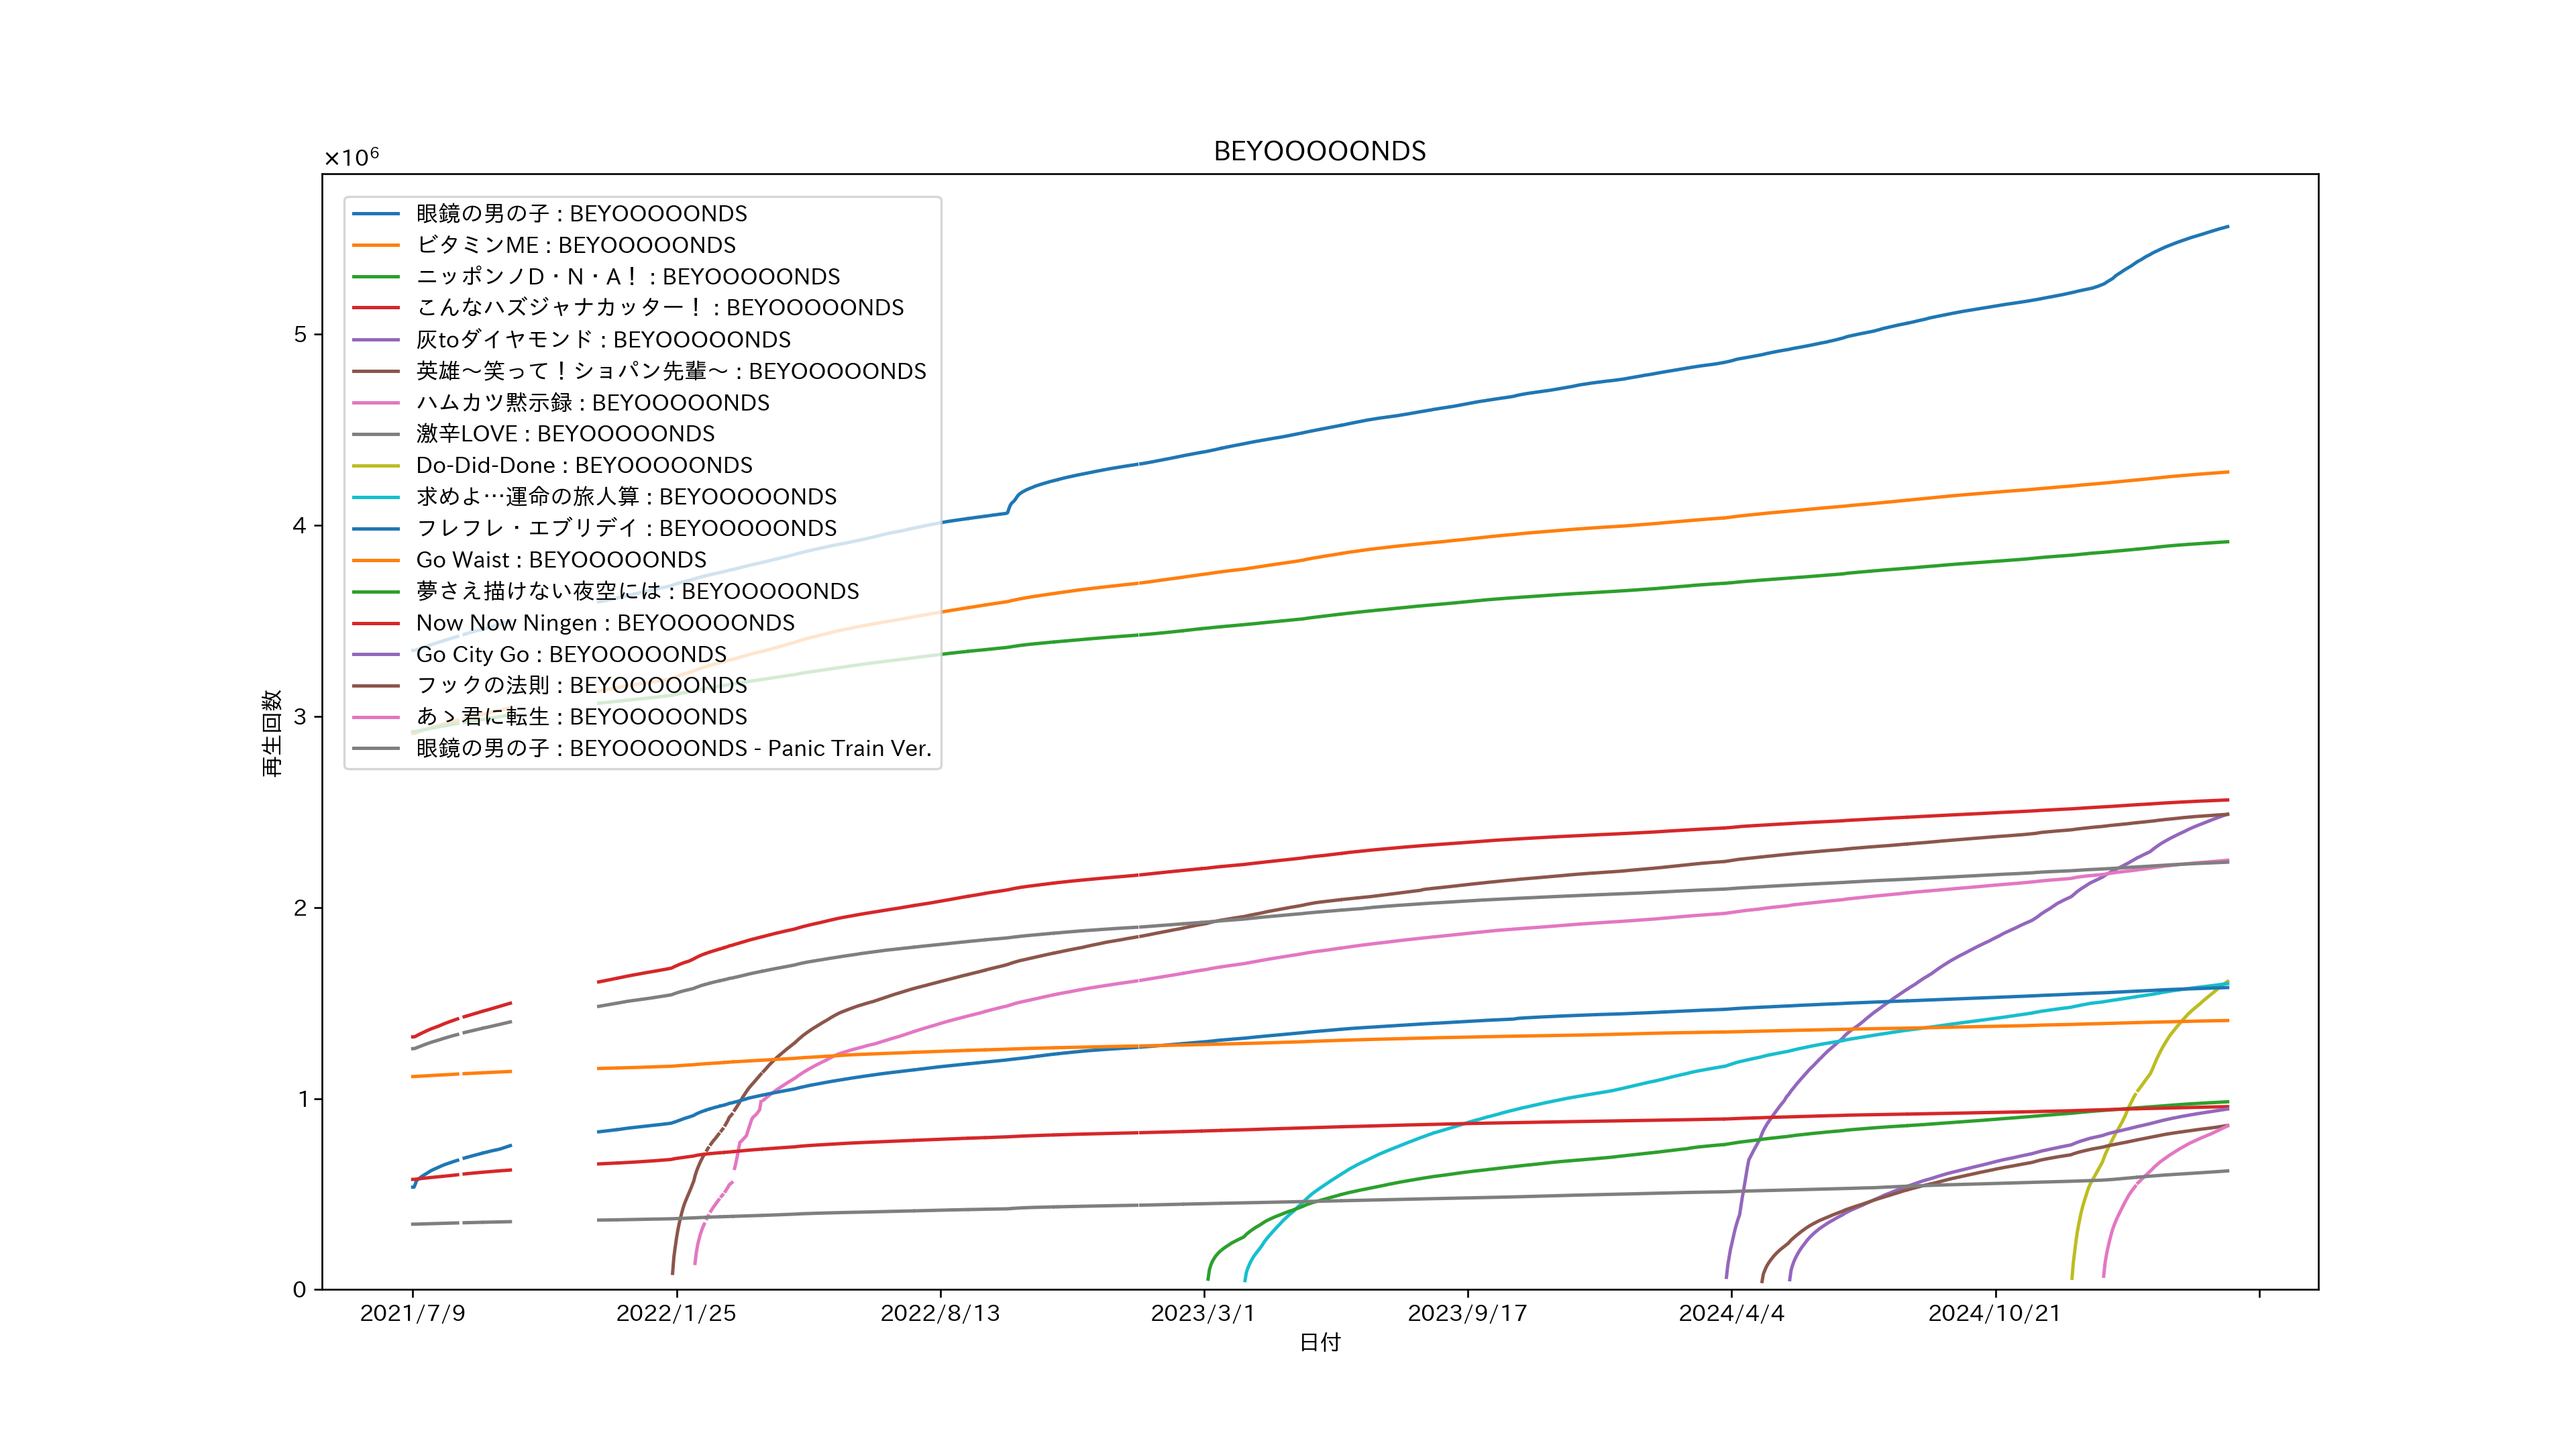 BEYOOOOONDS
×10⁶
眼鏡の男の子 : BEYOOOOONDS
ビタミンME : BEYOOOOONDS
ニッポンノD・N・A！ : BEYOOOOONDS
こんなハズジャナカッター！ : BEYOOOOONDS
灰toダイヤモンド : BEYOOOOONDS
英雄〜笑って！ショパン先輩〜 : BEYOOOOONDS
ハムカツ黙示録 : BEYOOOOONDS
激辛LOVE : BEYOOOOONDS
Do-Did-Done : BEYOOOOONDS
求めよ…運命の旅人算 : BEYOOOOONDS
フレフレ・エブリデイ : BEYOOOOONDS
Go Waist : BEYOOOOONDS
夢さえ描けない夜空には : BEYOOOOONDS
Now Now Ningen : BEYOOOOONDS
Go City Go : BEYOOOOONDS
フックの法則 : BEYOOOOONDS
あゝ君に転生 : BEYOOOOONDS
眼鏡の男の子 : BEYOOOOONDS - Panic Train Ver.
5
4
3
2
1
0
再生回数
2021/7/9 2022/1/25 2022/8/13 2023/3/1 2023/9/17 2024/4/4 2024/10/21
日付